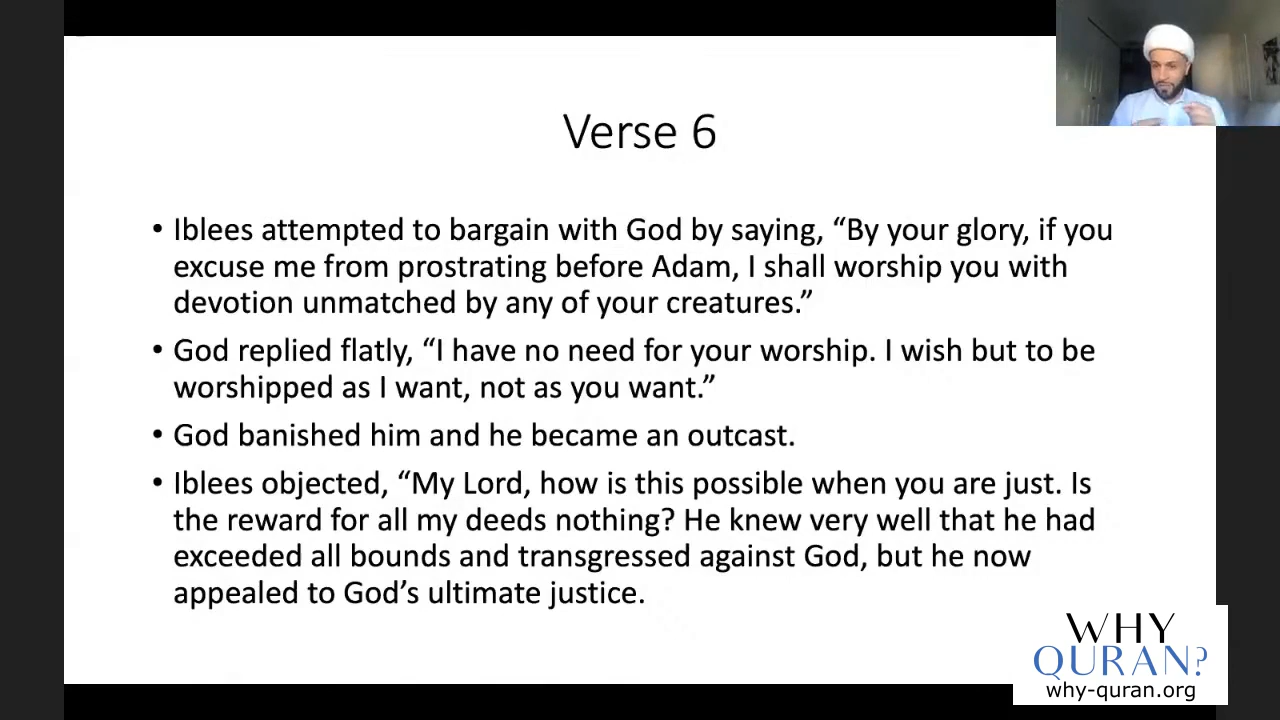 Verse 6
• Iblees attempted to bargain with God by saying, “By your glory, if you
excuse me from prostrating before Adam, I shall worship you with
devotion unmatched by any of your creatures.”
• God replied flatly, “I have no need for your worship. I wish but to be
worshipped as I want, not as you want.”
• God banished him and he became an outcast.
• Iblees objected, “My Lord, how is this possible when you are just. Is
the reward for all my deeds nothing? He knew very well that he had
exceeded all bounds and transgressed against God, but he now
appealed to God’s ultimate justice.
WHY
QURAN?
why-quran.org